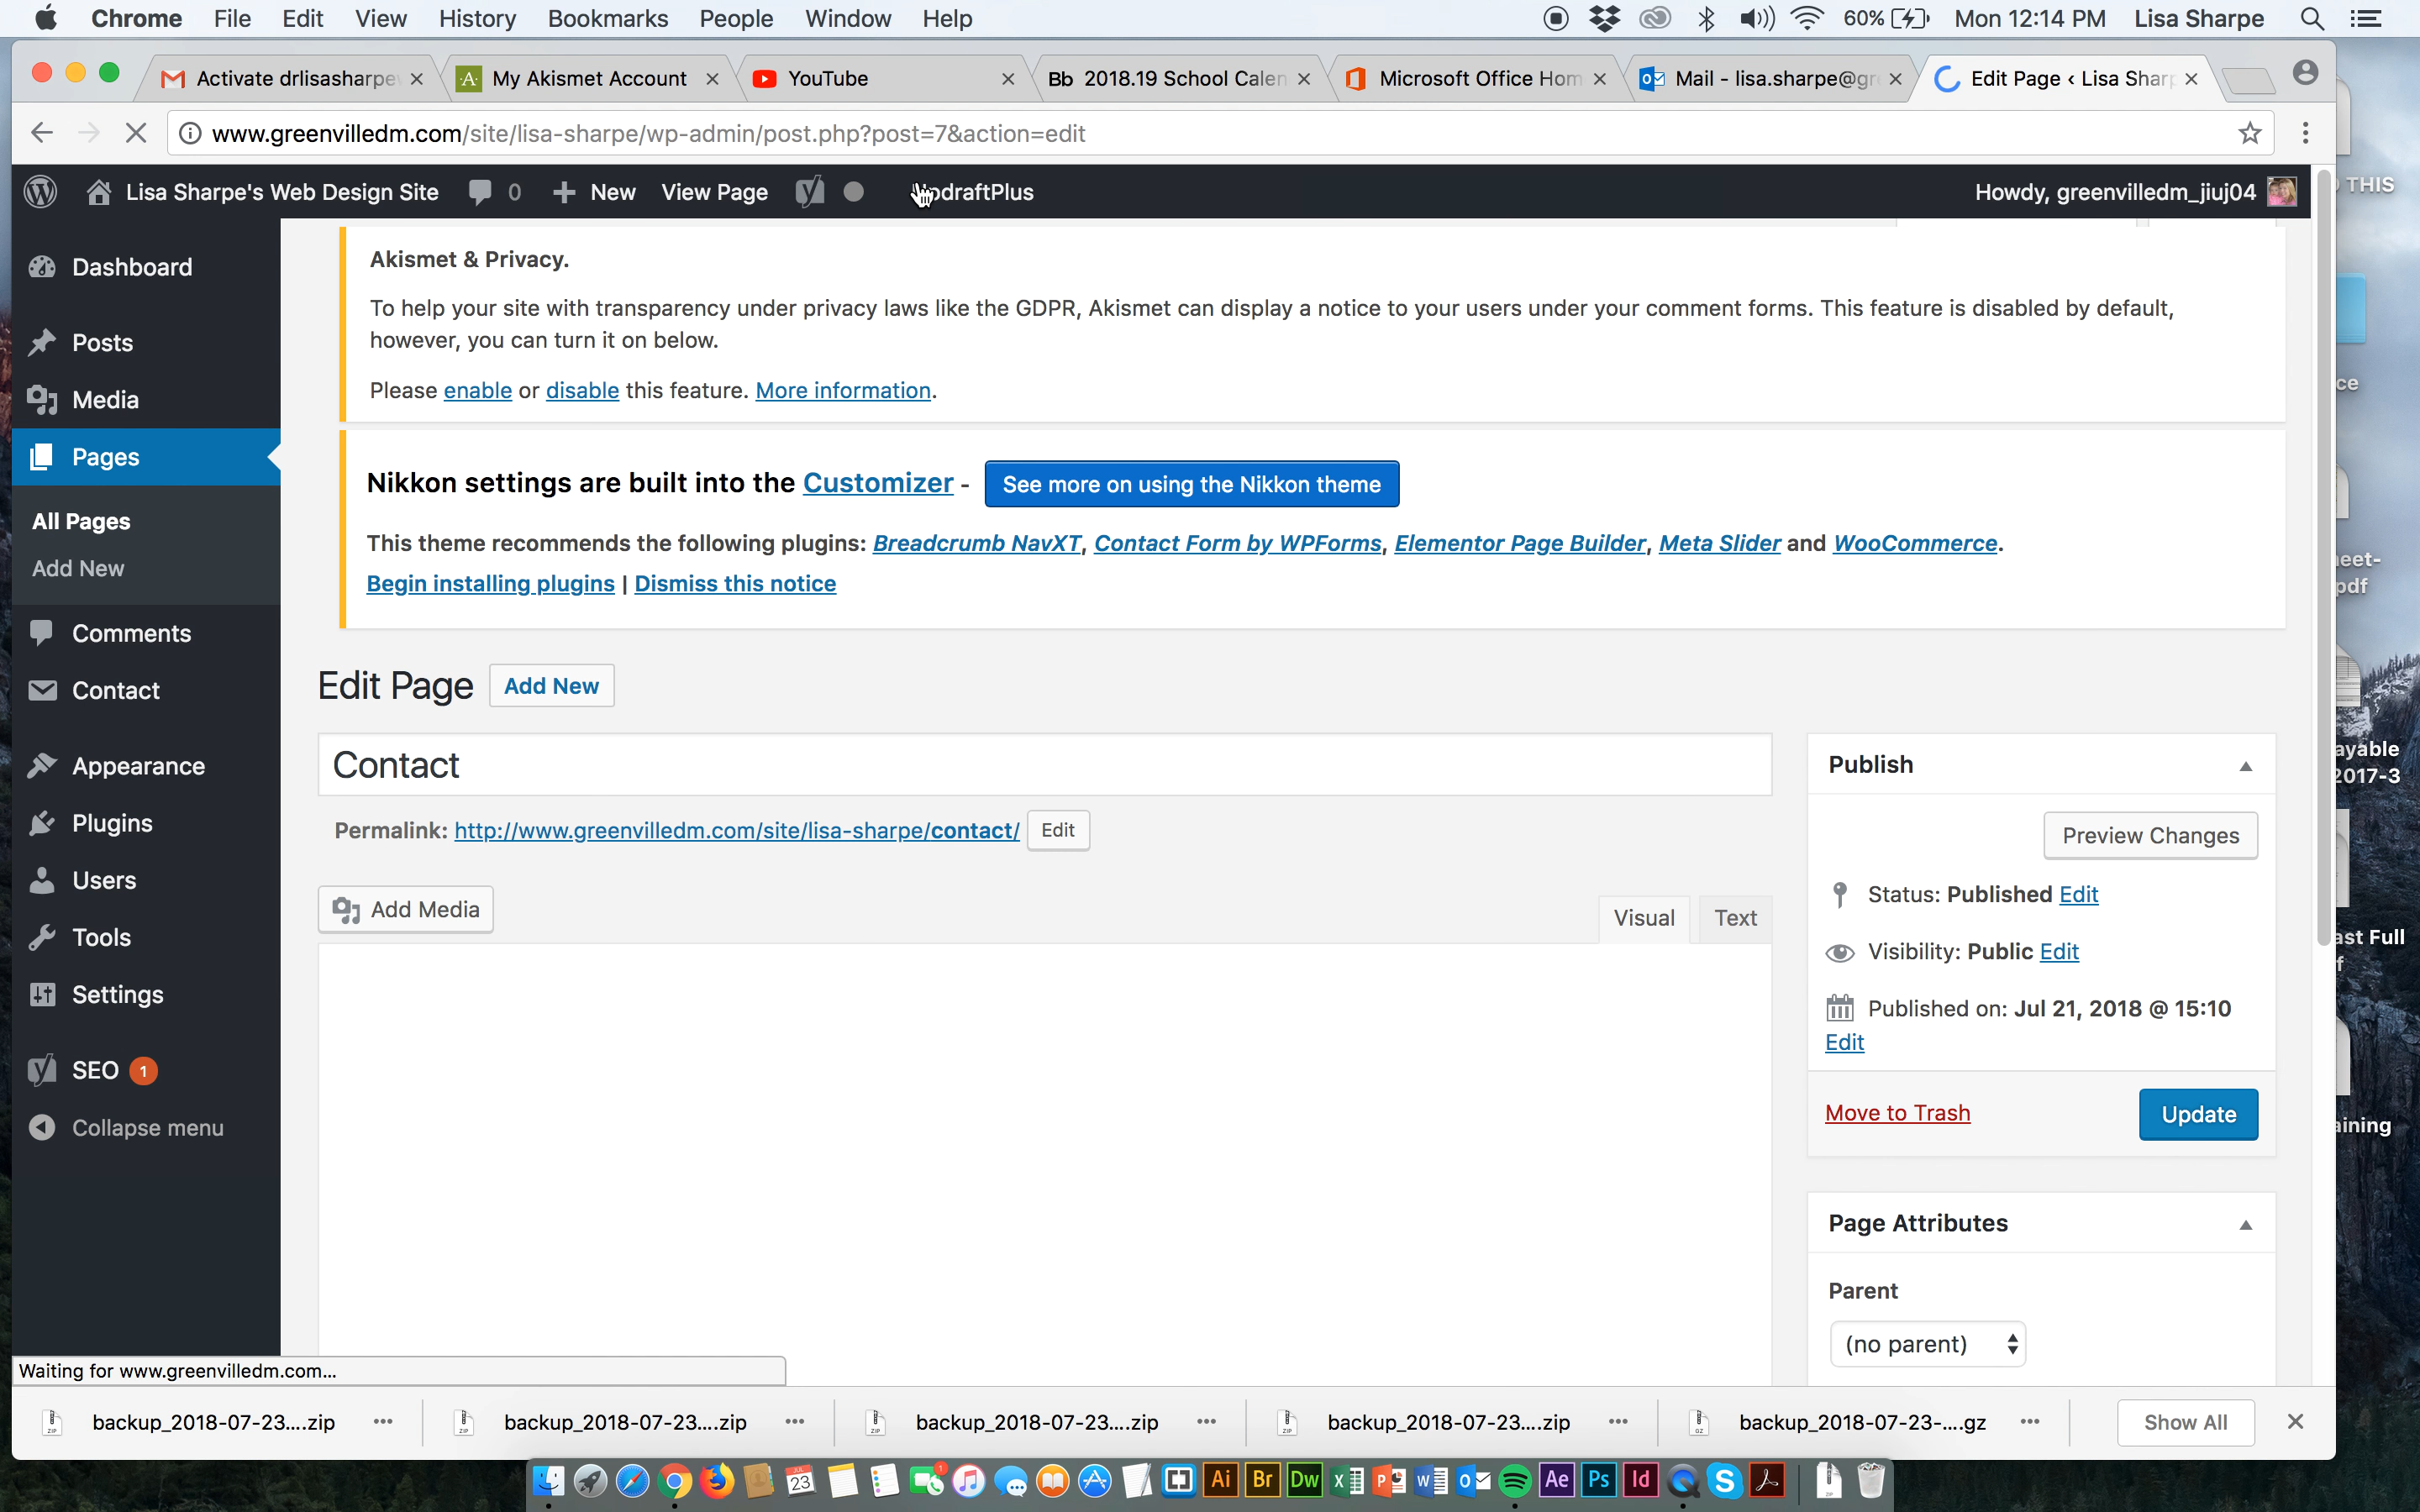 Chrome File Edit View History Bookmarks People Window Help 60% Mon 12:14 PM Lisa Sharpe
Activate drlisasharpe My Akismet Account YouTube Bb 2018.19 School Calen Microsoft Office Hom Mail - lisa.sharpe@gr Edit Page ‹ Lisa Sharp
www.greenvilledm.com/site/lisa-sharpe/wp-admin/post.php?post=7&action=edit
Lisa Sharpe's Web Design Site 0 New View Page draftPlus Howdy, greenvilledm_jiuj04
THIS
Dashboard
Posts
Media
Pages
All Pages
Add New
Comments
Contact
Appearance
Plugins
Users
Tools
Settings
SEO 1
Collapse menu
Akismet & Privacy.
To help your site with transparency under privacy laws like the GDPR, Akismet can display a notice to your users under your comment forms. This feature is disabled by default,
however, you can turn it on below.
Please enable or disable this feature. More information.
Nikkon settings are built into the Customizer - See more on using the Nikkon theme
This theme recommends the following plugins: Breadcrumb NavXT, Contact Form by WPForms, Elementor Page Builder, Meta Slider and WooCommerce.
Begin installing plugins | Dismiss this notice
Edit Page Add New
Contact
Permalink: http://www.greenvilledm.com/site/lisa-sharpe/contact/ Edit
Add Media
Visual Text
Publish
Preview Changes
Status: Published Edit
Visibility: Public Edit
Published on: Jul 21, 2018 @ 15:10
Edit
Move to Trash Update
Page Attributes
Parent
(no parent)
ce
eet-
pdf
ayable
2017-3
ast Full
f
ining
Waiting for www.greenvilledm.com...
backup_2018-07-23....zip backup_2018-07-23....zip backup_2018-07-23....zip backup_2018-07-23....zip backup_2018-07-23-....gz Show All
JUL 23 1 Ai Br Dw Ae Ps Id